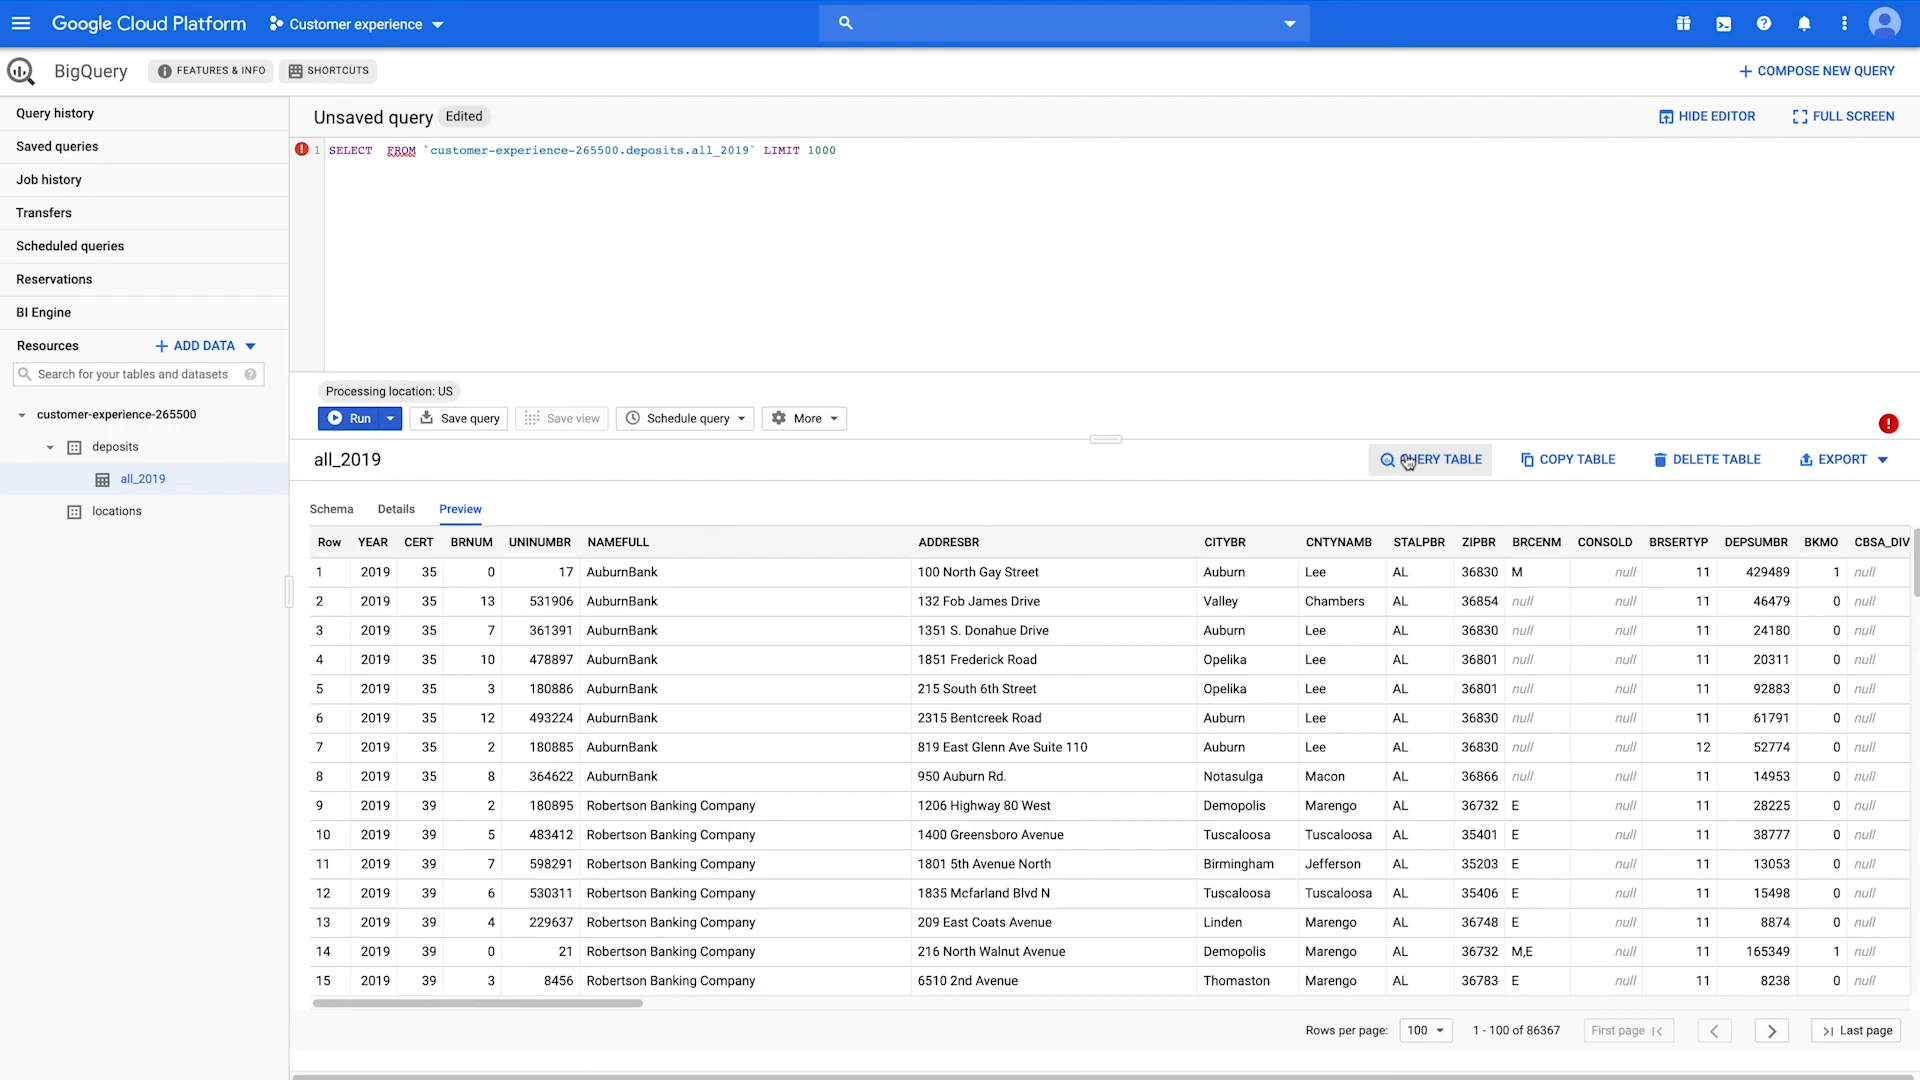 Google Cloud Platform Customer experience
BigQuery FEATURES & INFO SHORTCUTS COMPOSE NEW QUERY
Query history
Saved queries
Job history
Transfers
Scheduled queries
Reservations
BI Engine
Resources ADD DATA
Search for your tables and datasets
customer-experience-265500
deposits
all_2019
locations
Unsaved query Edited HIDE EDITOR FULL SCREEN
1 SELECT FROM `customer-experience-265500.deposits.all_2019` LIMIT 1000
Processing location: US
Run Save query Save view Schedule query More
all_2019 QUERY TABLE COPY TABLE DELETE TABLE EXPORT
Schema Details Preview
Row YEAR CERT BRNUM UNINUMBR NAMEFULL ADDRESBR CITYBR CNTYNAMB STALPBR ZIPBR BRCENM CONSOLD BRSERTYP DEPSUMBR BKMO CBSA_DIV
1 2019 35 0 17 AuburnBank 100 North Gay Street Auburn Lee AL 36830 M null 11 429489 1 null
2 2019 35 13 531906 AuburnBank 132 Fob James Drive Valley Chambers AL 36854 null null 11 46479 0 null
3 2019 35 7 361391 AuburnBank 1351 S. Donahue Drive Auburn Lee AL 36830 null null 11 24180 0 null
4 2019 35 10 478897 AuburnBank 1851 Frederick Road Opelika Lee AL 36801 null null 11 20311 0 null
5 2019 35 3 180886 AuburnBank 215 South 6th Street Opelika Lee AL 36801 null null 11 92883 0 null
6 2019 35 12 493224 AuburnBank 2315 Bentcreek Road Auburn Lee AL 36830 null null 11 61791 0 null
7 2019 35 2 180885 AuburnBank 819 East Glenn Ave Suite 110 Auburn Lee AL 36830 null null 12 52774 0 null
8 2019 35 8 364622 AuburnBank 950 Auburn Rd. Notasulga Macon AL 36866 null null 11 14953 0 null
9 2019 39 2 180895 Robertson Banking Company 1206 Highway 80 West Demopolis Marengo AL 36732 E null 11 28225 0 null
10 2019 39 5 483412 Robertson Banking Company 1400 Greensboro Avenue Tuscaloosa Tuscaloosa AL 35401 E null 11 38777 0 null
11 2019 39 7 598291 Robertson Banking Company 1801 5th Avenue North Birmingham Jefferson AL 35203 E null 11 13053 0 null
12 2019 39 6 530311 Robertson Banking Company 1835 Mcfarland Blvd N Tuscaloosa Tuscaloosa AL 35406 E null 11 15498 0 null
13 2019 39 4 229637 Robertson Banking Company 209 East Coats Avenue Linden Marengo AL 36748 E null 11 8874 0 null
14 2019 39 0 21 Robertson Banking Company 216 North Walnut Avenue Demopolis Marengo AL 36732 M,E null 11 165349 1 null
15 2019 39 3 8456 Robertson Banking Company 6510 2nd Avenue Thomaston Marengo AL 36783 E null 11 8238 0 null
Rows per page: 100 1 - 100 of 86367 First page Last page